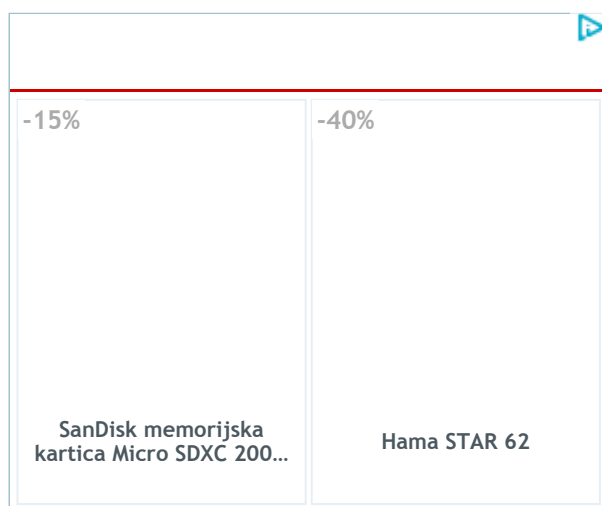 -15%
-40%
SanDisk memorijska
kartica Micro SDXC 200...
Hama STAR 62